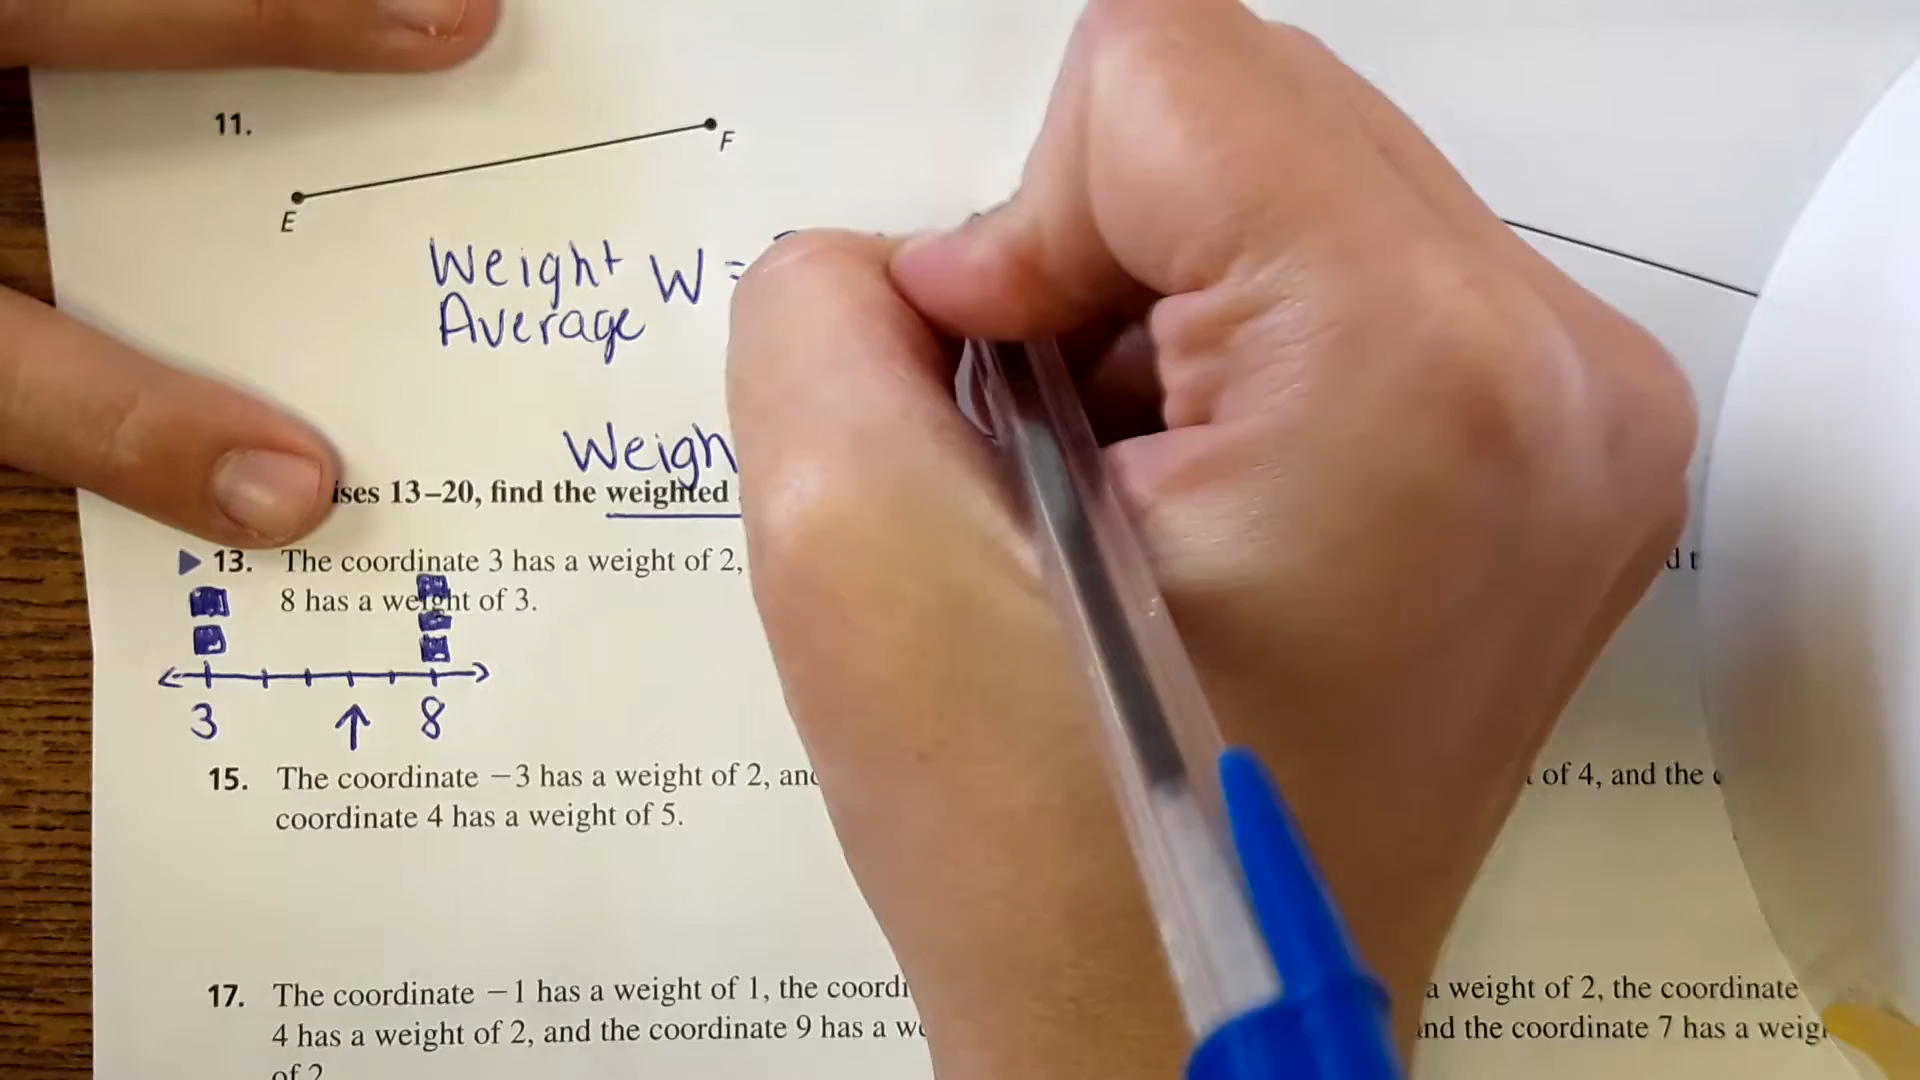 11.
F
E
Weight W =
Average
Weigh
ises 13–20, find the weighted
13. The coordinate 3 has a weight of 2,
8 has a weight of 3.
3 ↑ 8
15. The coordinate −3 has a weight of 2, and
of 4, and the
coordinate 4 has a weight of 5.
17. The coordinate −1 has a weight of 1, the coordi
a weight of 2, the coordinate
4 has a weight of 2, and the coordinate 9 has a
nd the coordinate 7 has a weig
of 2